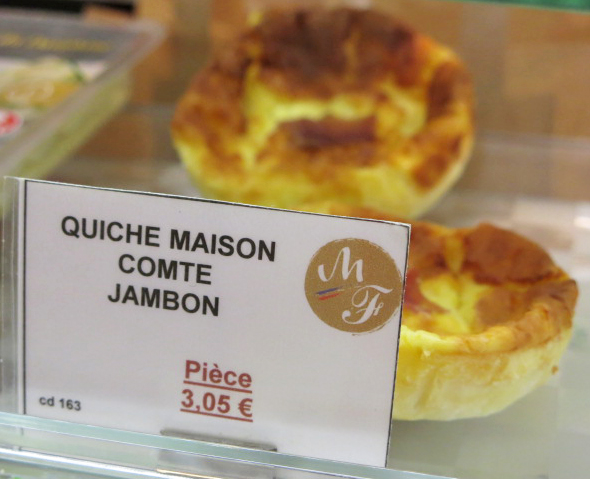 QUICHE MAISON
COMTE
JAMBON
MF
Pièce
3,05 €
cd 163